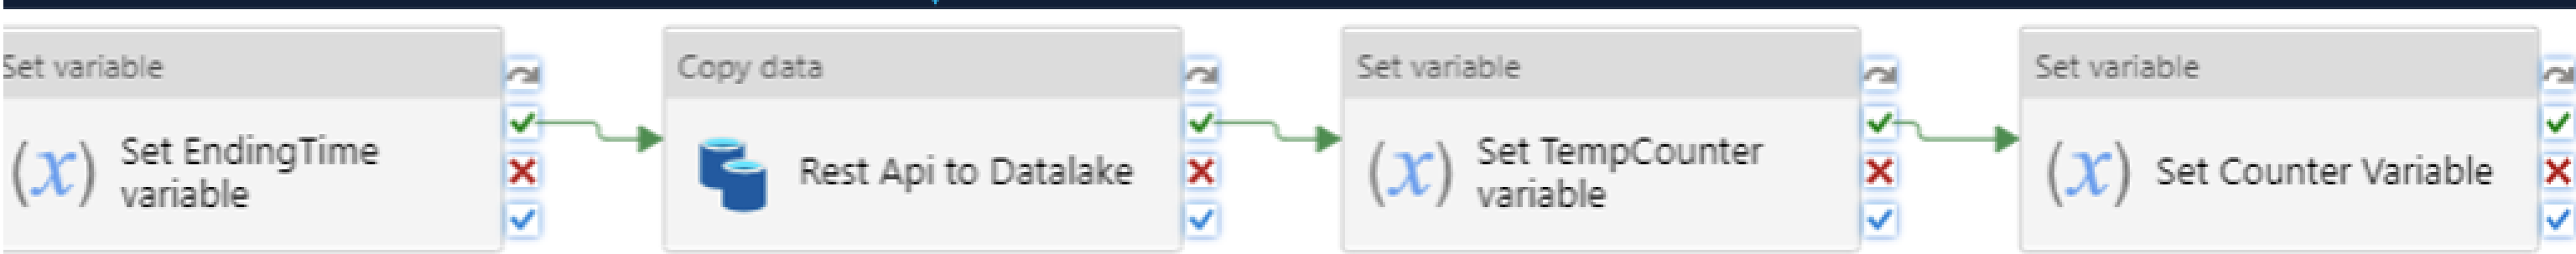 Set variable
Set EndingTime
variable
Copy data
Rest Api to Datalake
Set variable
Set TempCounter
variable
Set variable
Set Counter Variable